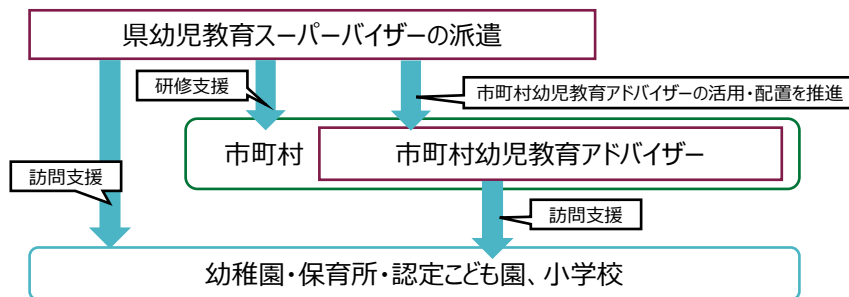 県幼児教育スーパーバイザーの派遣
研修支援
市町村幼児教育アドバイザーの活用・配置を推進
市町村
市町村幼児教育アドバイザー
訪問支援
訪問支援
幼稚園・保育所・認定こども園、小学校